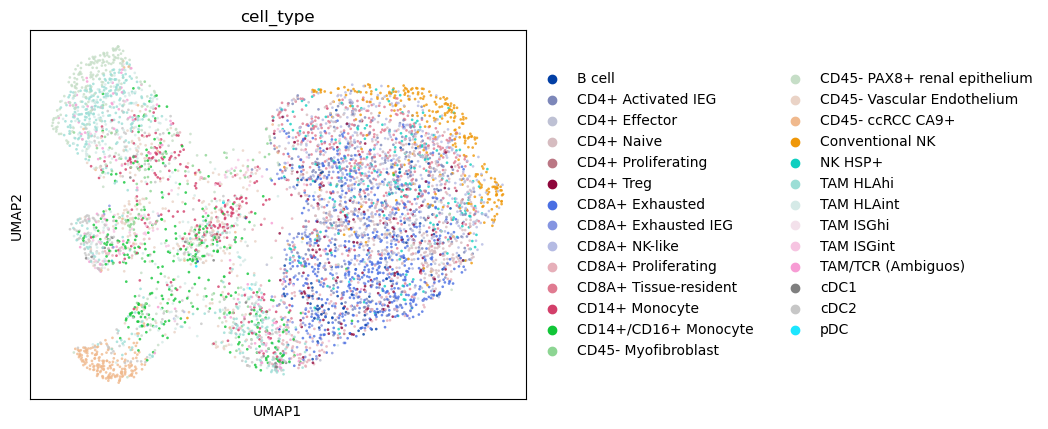 cell_type
UMAP2
UMAP1
B cell
CD4+ Activated IEG
CD4+ Effector
CD4+ Naive
CD4+ Proliferating
CD4+ Treg
CD8A+ Exhausted
CD8A+ Exhausted IEG
CD8A+ NK-like
CD8A+ Proliferating
CD8A+ Tissue-resident
CD14+ Monocyte
CD14+/CD16+ Monocyte
CD45- Myofibroblast
CD45- PAX8+ renal epithelium
CD45- Vascular Endothelium
CD45- ccRCC CA9+
Conventional NK
NK HSP+
TAM HLAhi
TAM HLAint
TAM ISGhi
TAM ISGint
TAM/TCR (Ambiguos)
cDC1
cDC2
pDC